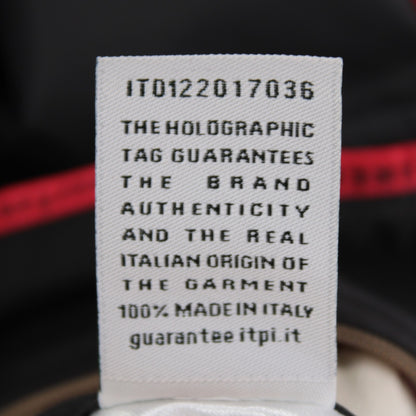 IT0122017036
THE HOLOGRAPHIC
TAG GUARANTEES
THE BRAND
AUTHENTICITY
AND THE REAL
ITALIAN ORIGIN OF
THE GARMENT
100% MADE IN ITALY
guarantee itpi.it